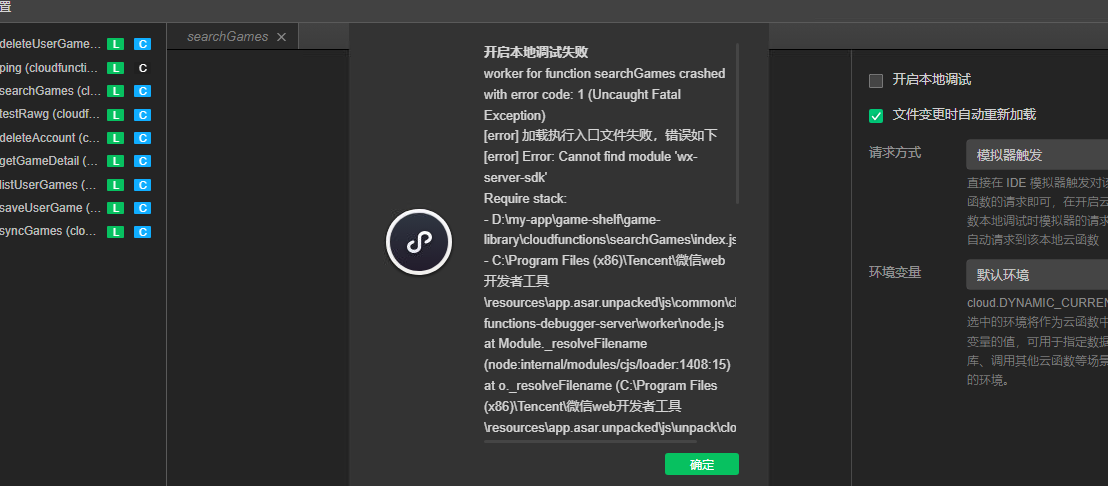 置
deleteUserGame... L C
ping (cloudfuncti... L C
searchGames (cl... L C
testRawg (cloudf... L C
deleteAccount (c... L C
getGameDetail (... L C
listUserGames (... L C
saveUserGame (... L C
syncGames (clo... L C
searchGames ×
开启本地调试失败
worker for function searchGames crashed
with error code: 1 (Uncaught Fatal
Exception)
[error] 加载执行入口文件失败，错误如下
[error] Error: Cannot find module 'wx-
server-sdk'
Require stack:
- D:\my-app\game-shelf\game-
library\cloudfunctions\searchGames\index.js
- C:\Program Files (x86)\Tencent\微信web
开发者工具
\resources\app.asar.unpacked\js\common\cl
functions-debugger-server\worker\node.js
at Module._resolveFilename
(node:internal/modules/cjs/loader:1408:15)
at o._resolveFilename (C:\Program Files
(x86)\Tencent\微信web开发者工具
\resources\app.asar.unpacked\js\unpack\clo
确定
开启本地调试
文件变更时自动重新加载
请求方式
模拟器触发
直接在 IDE 模拟器触发对该
函数的请求即可，在开启云
数本地调试时模拟器的请求
自动请求到该本地云函数
环境变量
默认环境
cloud.DYNAMIC_CURREN
选中的环境将作为云函数中
变量的值，可用于指定数据
库、调用其他云函数等场景
的环境。